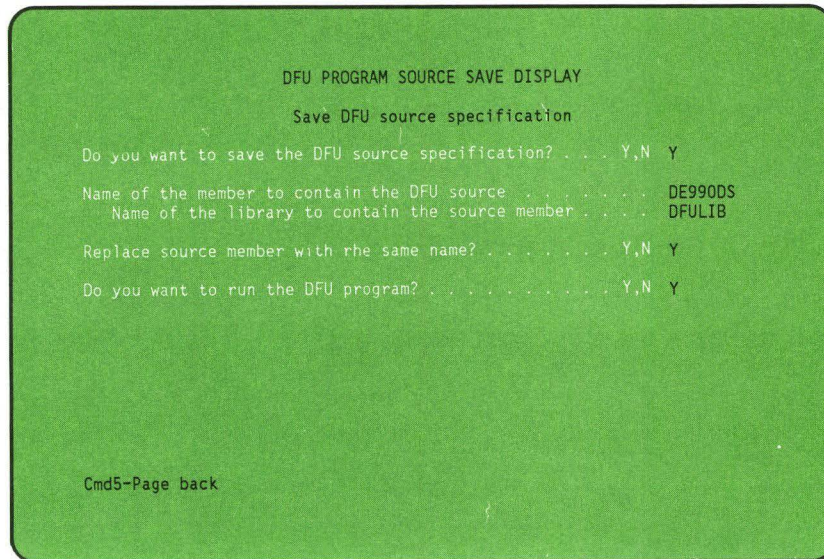 DFU PROGRAM SOURCE SAVE DISPLAY
Save DFU source specification
Do you want to save the DFU source specification? . . . Y,N Y
Name of the member to contain the DFU source . . . . . . . DE990DS
Name of the library to contain the source member . . . . DFULIB
Replace source member with rhe same name? . . . . . . . Y,N Y
Do you want to run the DFU program? . . . . . . . . . . . Y,N Y
Cmd5-Page back